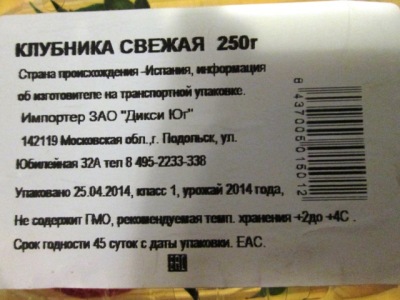 КЛУБНИКА СВЕЖАЯ 250г
Страна происхождения -Испания, информация
об изготовителе на транспортной упаковке.
Импортер ЗАО "Дикси Юг"
142119 Московская обл.,г. Подольск, ул.
Юбилейная 32А тел 8 495-2233-338
Упаковано 25.04.2014, класс 1, урожай 2014 года,
Не содержит ГМО, рекомендуемая темп. хранения +2до +4С .
Срок годности 45 суток с даты упаковки. ЕАС.
ЕАС
8437005015012